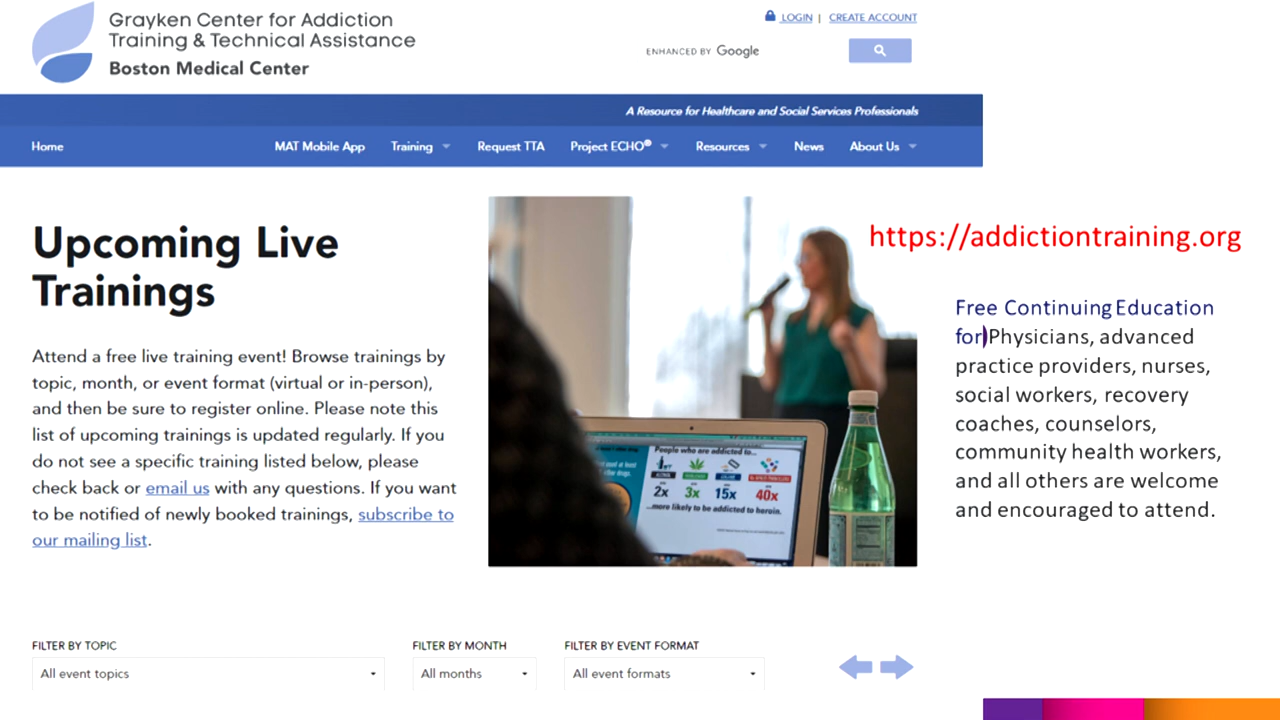 Grayken Center for Addiction
Training & Technical Assistance
Boston Medical Center
LOGIN | CREATE ACCOUNT
ENHANCED BY Google
A Resource for Healthcare and Social Services Professionals
Home MAT Mobile App Training Request TTA Project ECHO® Resources News About Us
Upcoming Live
Trainings
Attend a free live training event! Browse trainings by
topic, month, or event format (virtual or in-person),
and then be sure to register online. Please note this
list of upcoming trainings is updated regularly. If you
do not see a specific training listed below, please
check back or email us with any questions. If you want
to be notified of newly booked trainings, subscribe to
our mailing list.
People who are addicted to...
2x 3x 15x 40x
...more likely to be addicted to heroin.
https://addictiontraining.org
Free Continuing Education
for Physicians, advanced
practice providers, nurses,
social workers, recovery
coaches, counselors,
community health workers,
and all others are welcome
and encouraged to attend.
FILTER BY TOPIC FILTER BY MONTH FILTER BY EVENT FORMAT
All event topics All months All event formats